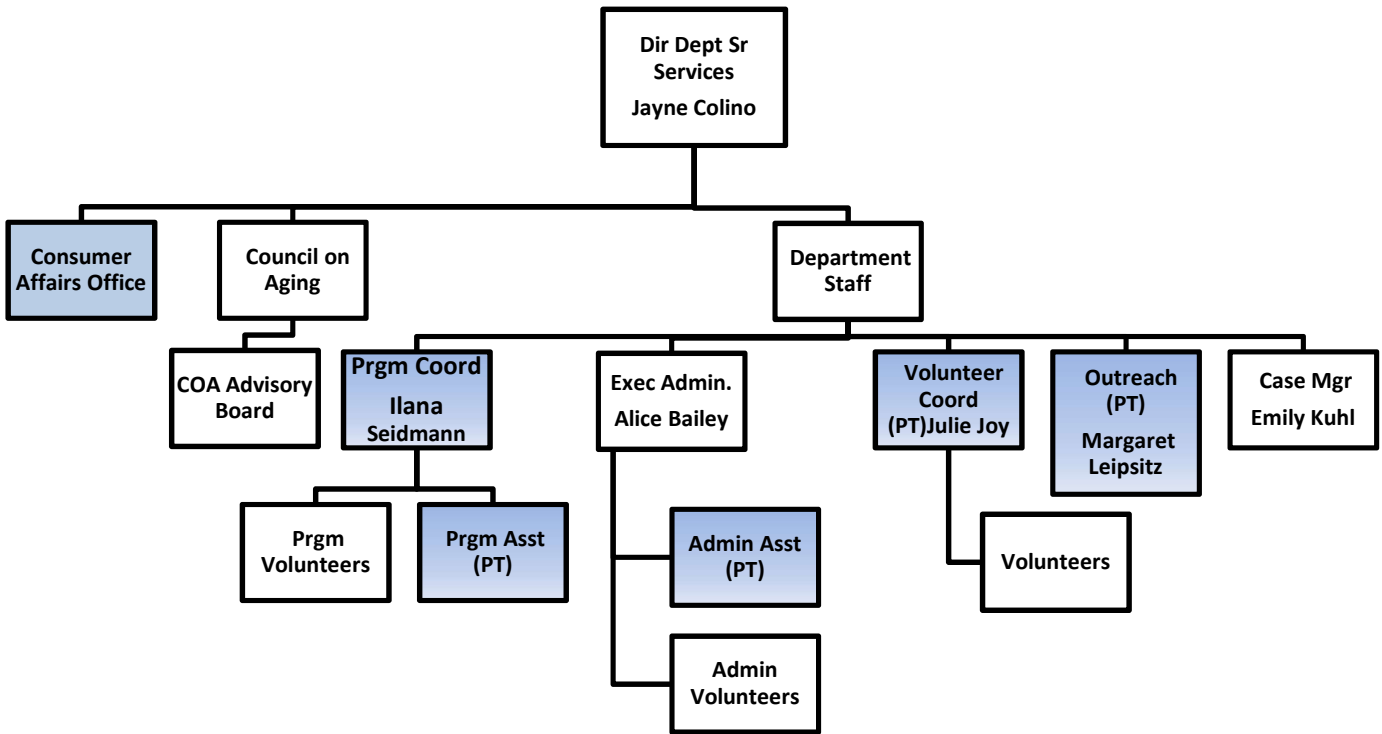 Dir Dept Sr
Services
Jayne Colino
Consumer
Affairs Office
Council on
Aging
Department
Staff
COA Advisory
Board
Prgm Coord
Ilana
Seidmann
Exec Admin.
Alice Bailey
Volunteer
Coord
(PT)Julie Joy
Outreach
(PT)
Margaret
Leipsitz
Case Mgr
Emily Kuhl
Prgm
Volunteers
Prgm Asst
(PT)
Admin Asst
(PT)
Volunteers
Admin
Volunteers